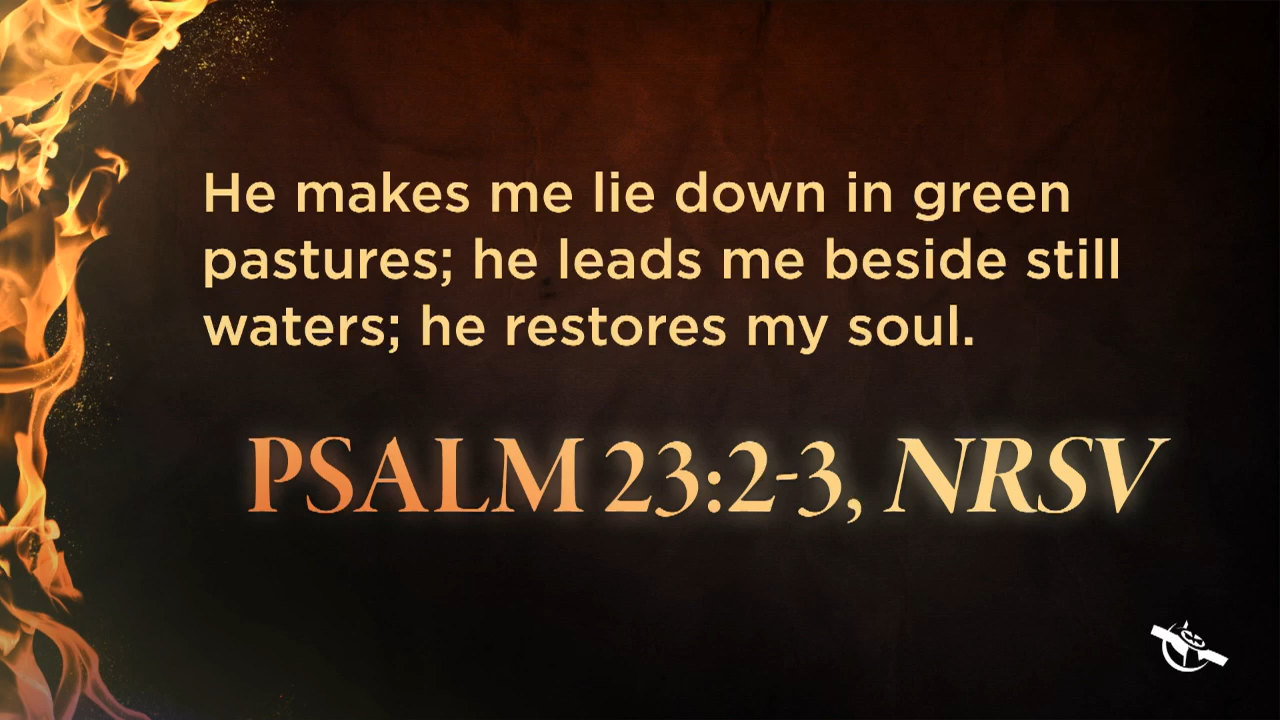 He makes me lie down in green
pastures; he leads me beside still
waters; he restores my soul.
PSALM 23:2-3, NRSV